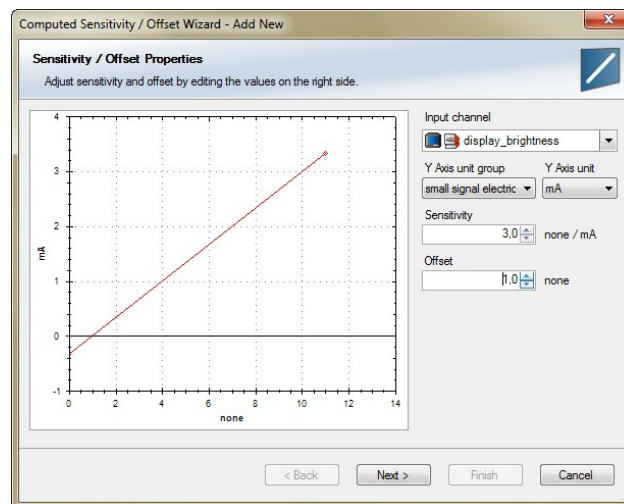 Computed Sensitivity / Offset Wizard - Add New
Sensitivity / Offset Properties
Adjust sensitivity and offset by editing the values on the right side.
4
3
2
1
0
-1
mA
0 2 4 6 8 10 12 14
none
Input channel
display_brightness
Y Axis unit group Y Axis unit
small signal electric mA
Sensitivity
3,0 none / mA
Offset
1,0 none
< Back Next > Finish Cancel